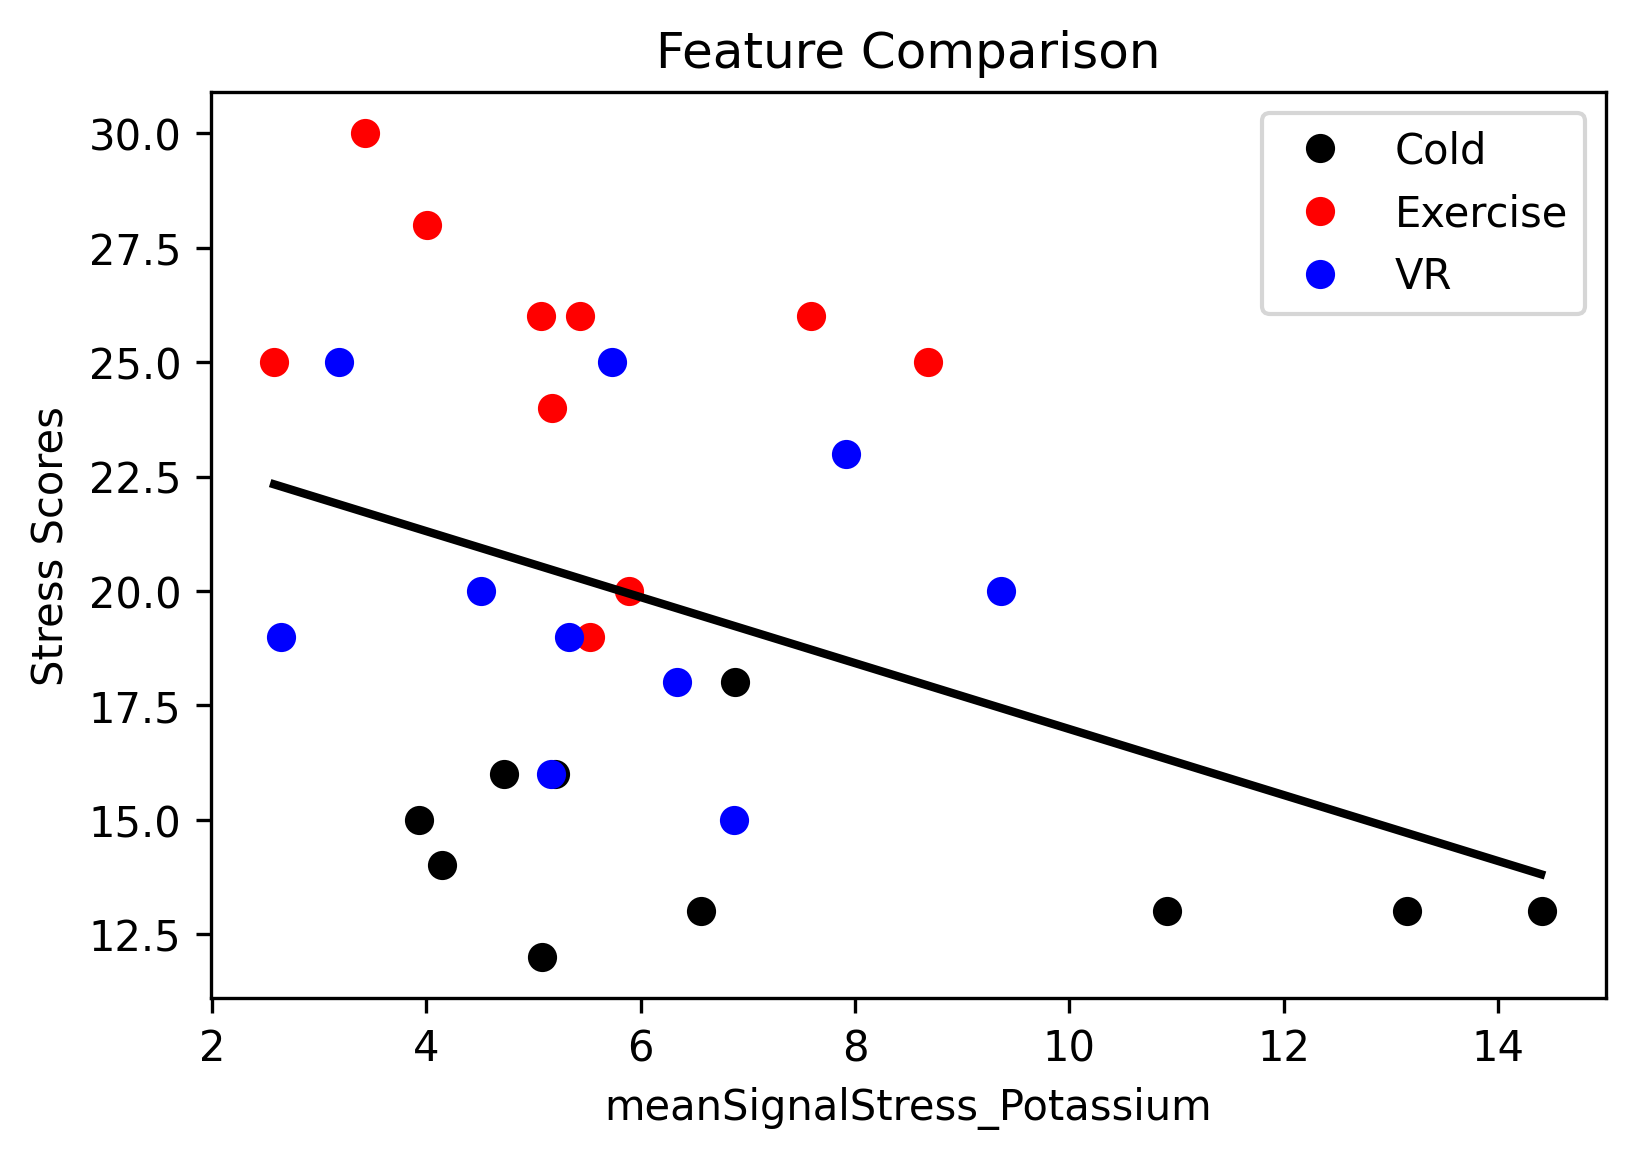 Feature Comparison
30.0
27.5
25.0
22.5
20.0
17.5
15.0
12.5
Stress Scores
Cold
Exercise
VR
2 4 6 8 10 12 14
meanSignalStress_Potassium